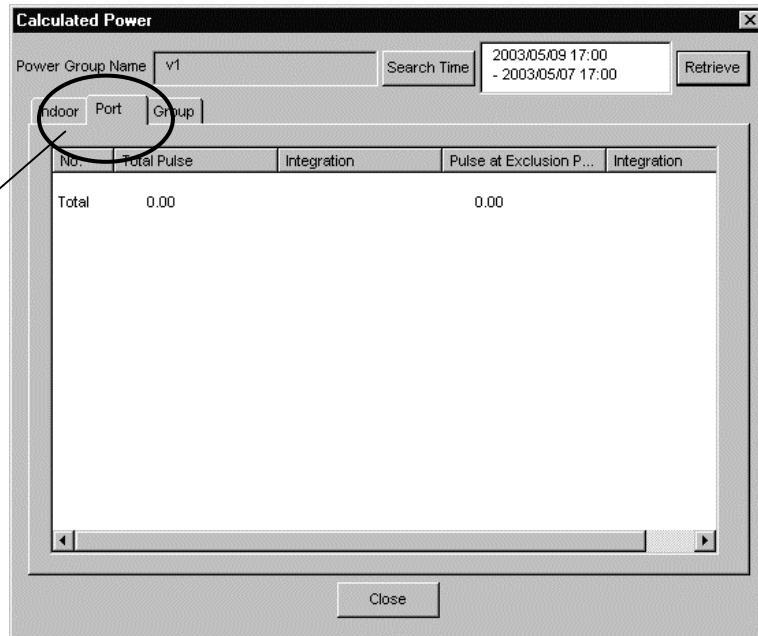 Calculated Power
Power Group Name v1 Search Time 2003/05/09 17:00
- 2003/05/07 17:00 Retrieve
Indoor Port Group
No. Total Pulse Integration Pulse at Exclusion P... Integration
Total 0.00 0.00
Close